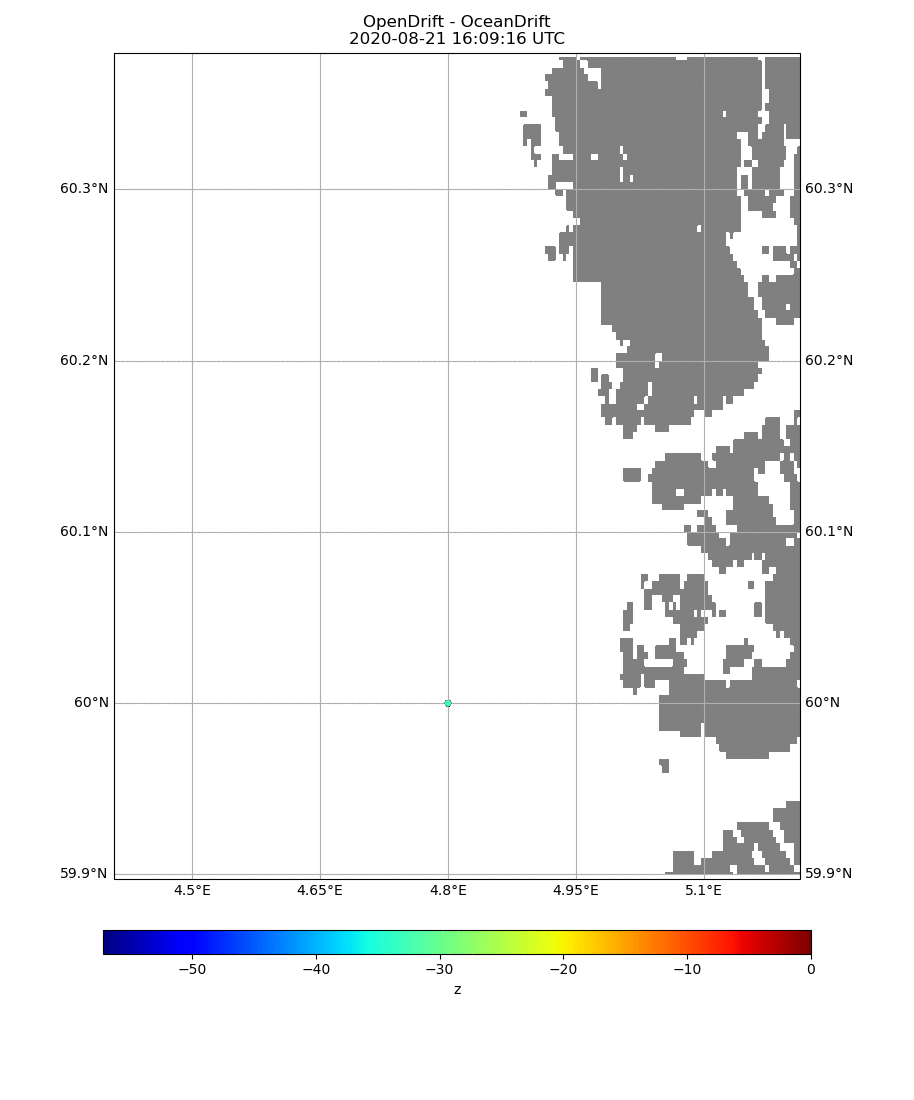 OpenDrift - OceanDrift
2020-08-21 16:09:16 UTC
60.3°N 60.3°N
60.2°N 60.2°N
60.1°N 60.1°N
60°N 60°N
59.9°N 59.9°N
4.5°E 4.65°E 4.8°E 4.95°E 5.1°E
−50 −40 −30 −20 −10 0
z